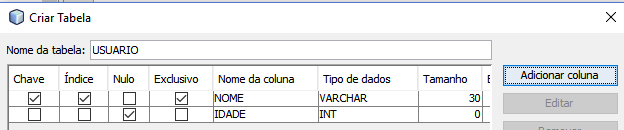 Criar Tabela
Nome da tabela: USUARIO
Chave Índice Nulo Exclusivo Nome da coluna Tipo de dados Tamanho
NOME VARCHAR 30
IDADE INT 0
Adicionar coluna
Editar